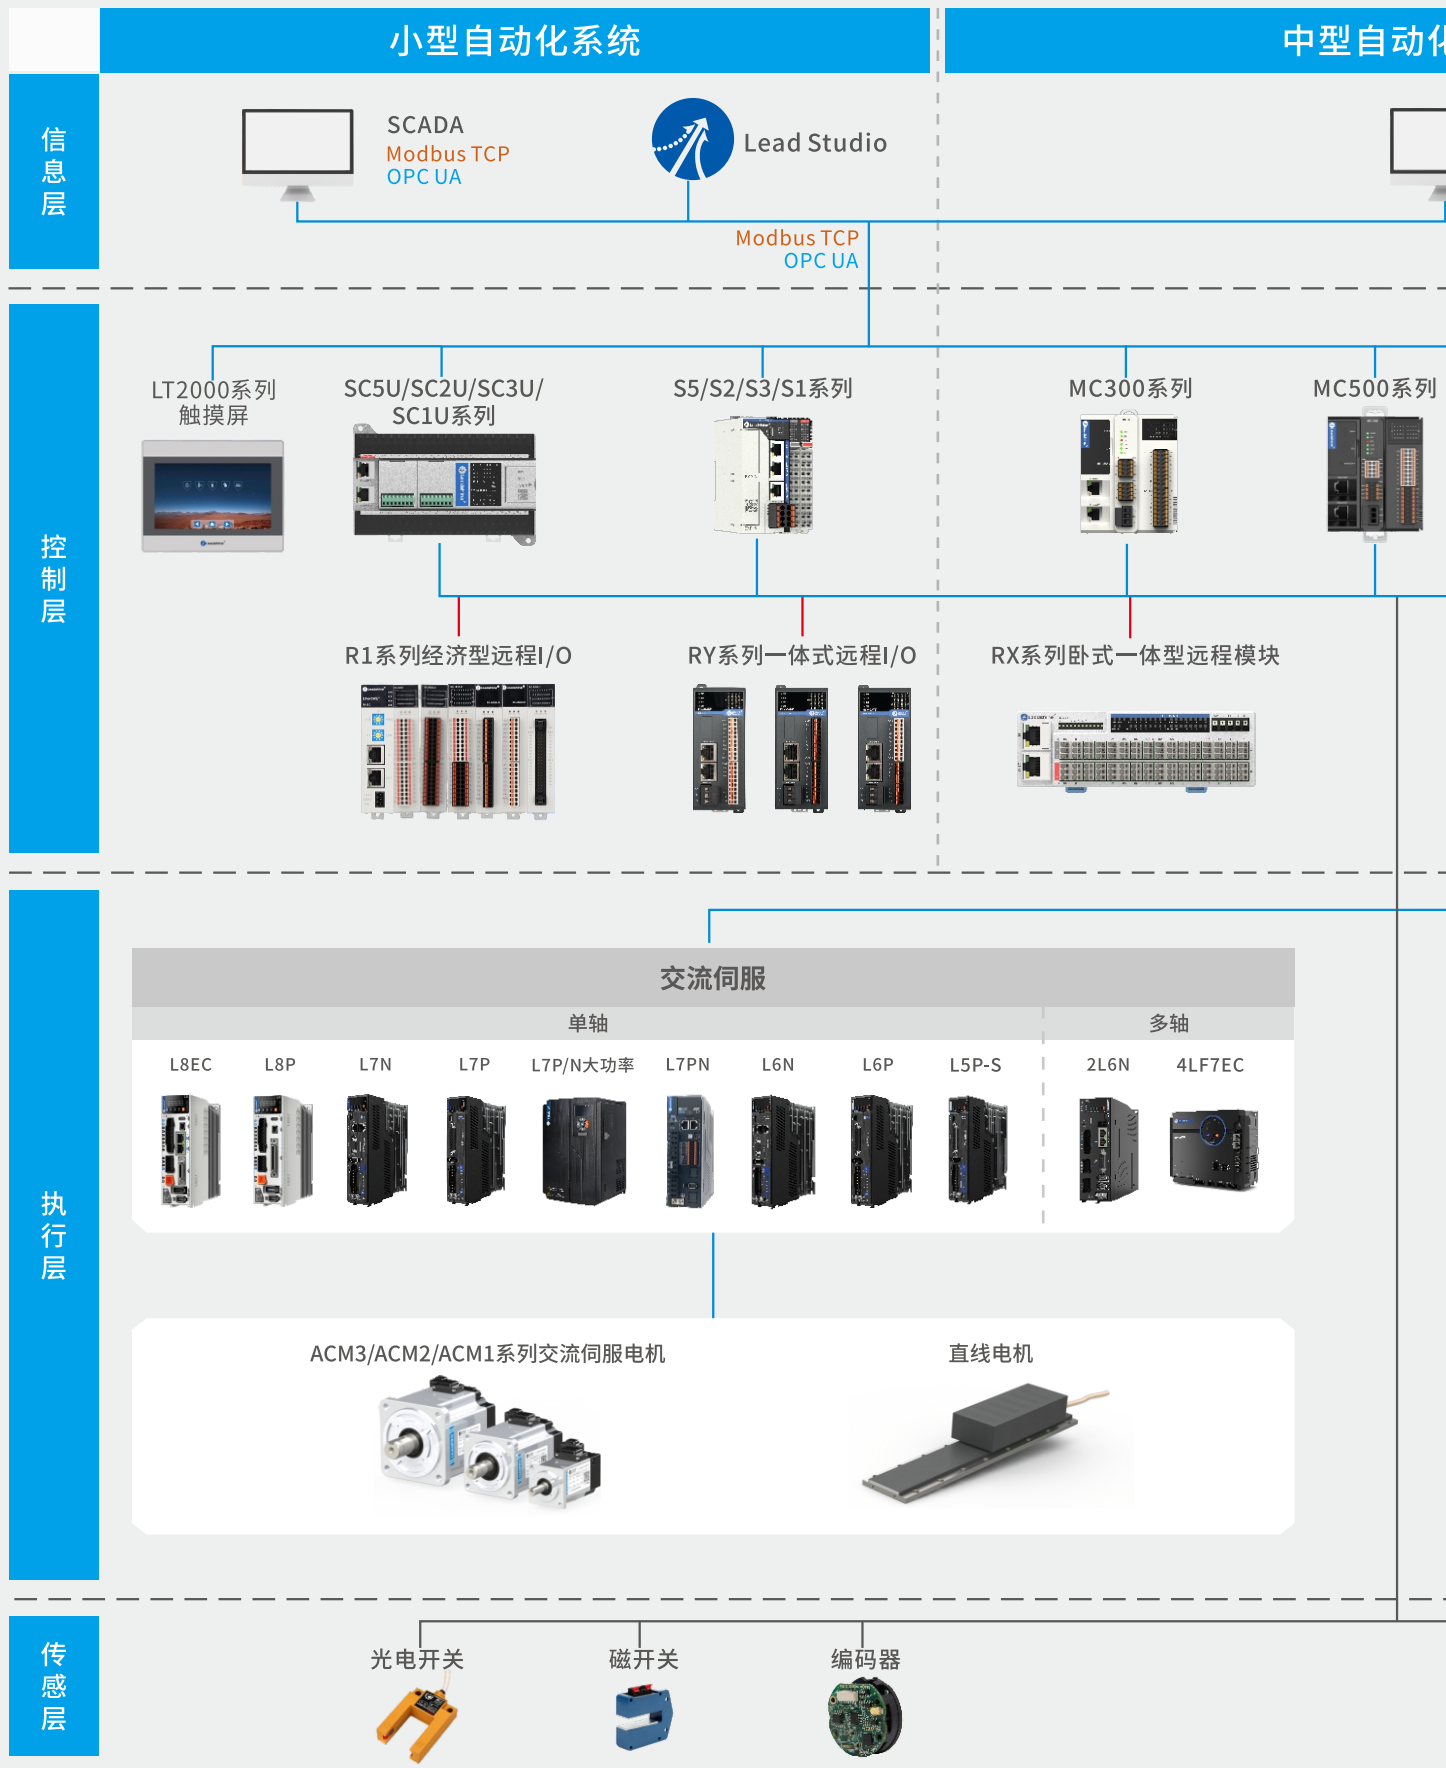 小型自动化系统
中型自动化
信息层
SCADA
Modbus TCP
OPC UA
Lead Studio
Modbus TCP
OPC UA
控制层
LT2000系列
触摸屏
SC5U/SC2U/SC3U/
SC1U系列
S5/S2/S3/S1系列
MC300系列
MC500系列
R1系列经济型远程I/O
RY系列一体式远程I/O
RX系列卧式一体型远程模块
执行层
交流伺服
单轴
多轴
L8EC
L8P
L7N
L7P
L7P/N大功率
L7PN
L6N
L6P
L5P-S
2L6N
4LF7EC
ACM3/ACM2/ACM1系列交流伺服电机
直线电机
传感层
光电开关
磁开关
编码器